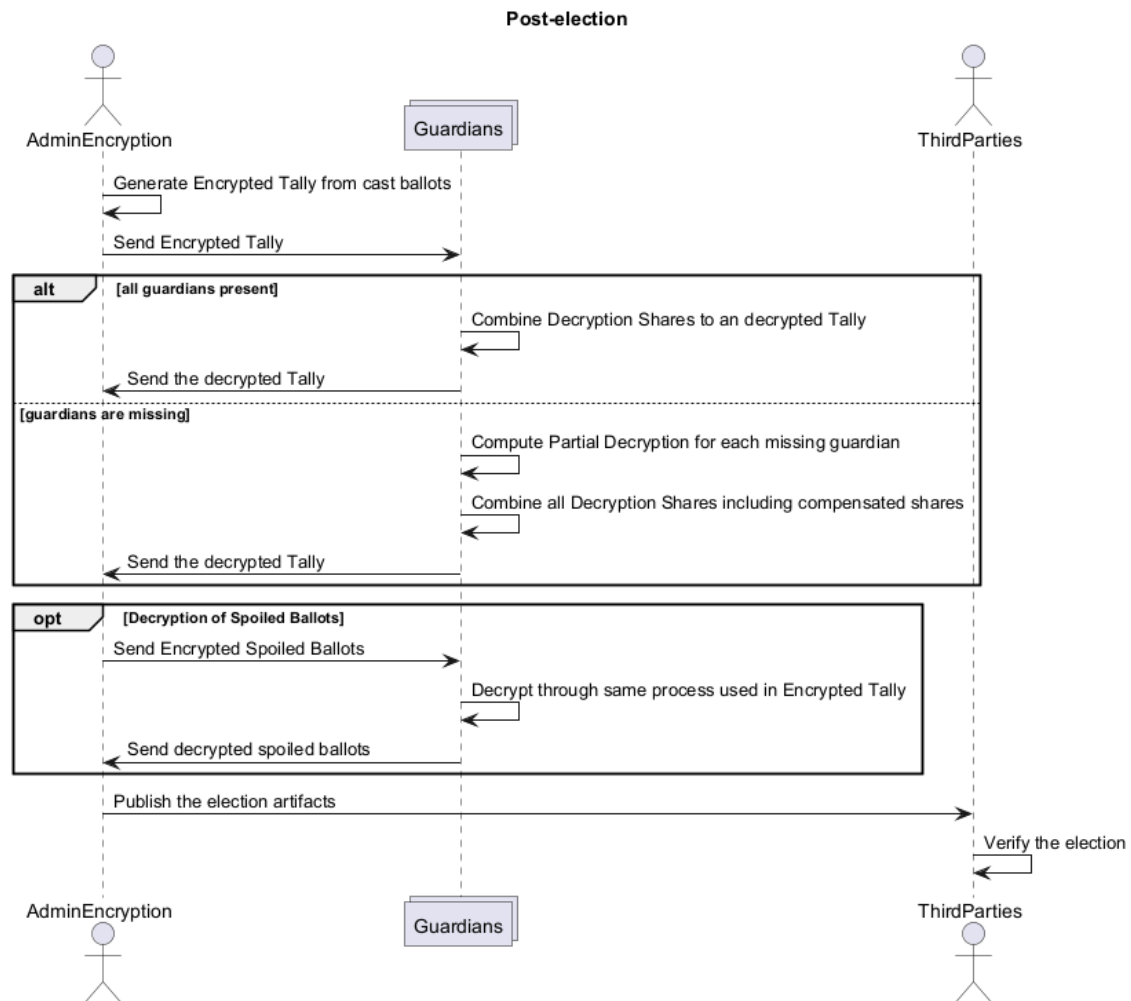 Post-election
AdminEncryption
Guardians
ThirdParties
Generate Encrypted Tally from cast ballots
Send Encrypted Tally
alt [all guardians present]
Combine Decryption Shares to an decrypted Tally
Send the decrypted Tally
[guardians are missing]
Compute Partial Decryption for each missing guardian
Combine all Decryption Shares including compensated shares
Send the decrypted Tally
opt [Decryption of Spoiled Ballots]
Send Encrypted Spoiled Ballots
Decrypt through same process used in Encrypted Tally
Send decrypted spoiled ballots
Publish the election artifacts
Verify the election
AdminEncryption
Guardians
ThirdParties